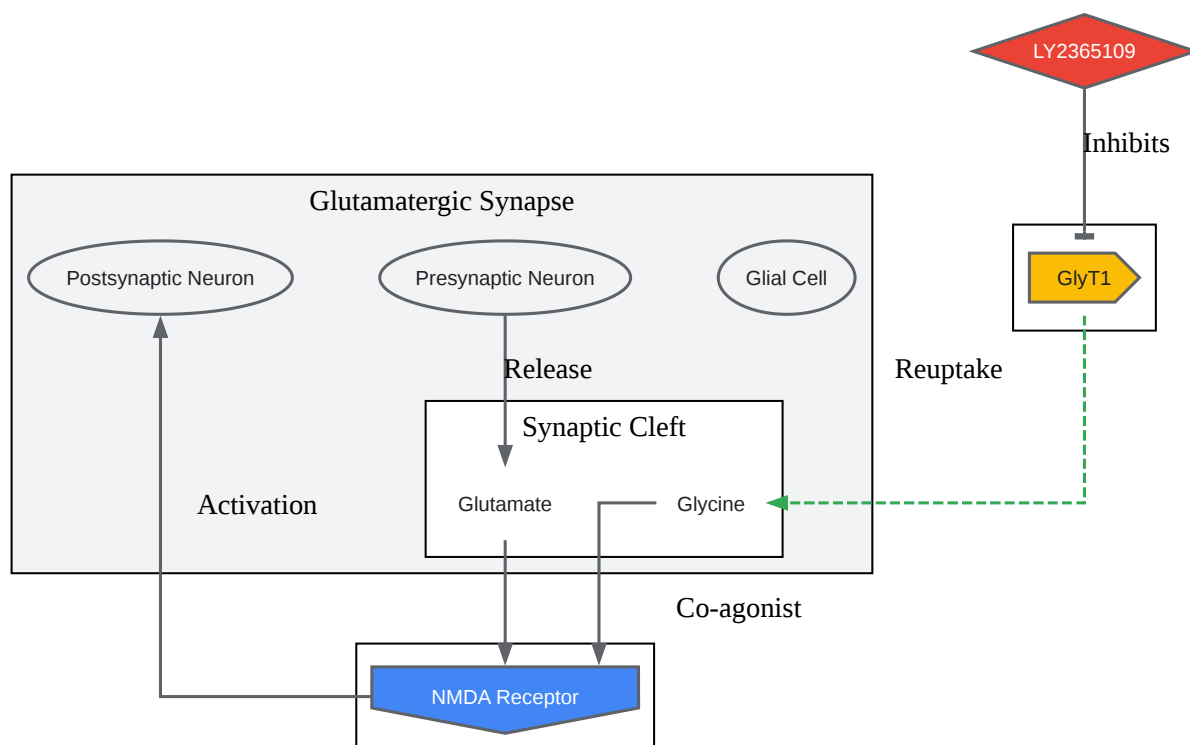 LY2365109
Inhibits
Glutamatergic Synapse
Postsynaptic Neuron
Presynaptic Neuron
Glial Cell
GlyT1
Release
Reuptake
Synaptic Cleft
Activation
Glutamate
Glycine
Co-agonist
NMDA Receptor